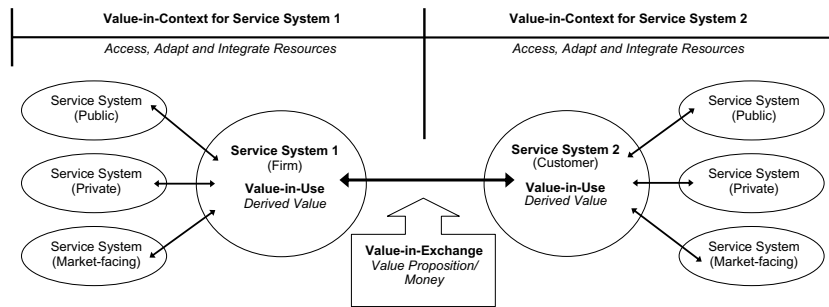 Value-in-Context for Service System 1
Access, Adapt and Integrate Resources
Value-in-Context for Service System 2
Access, Adapt and Integrate Resources
Service System
(Public)
Service System
(Private)
Service System
(Market-facing)
Service System 1
(Firm)
Value-in-Use
Derived Value
Value-in-Exchange
Value Proposition/
Money
Service System 2
(Customer)
Value-in-Use
Derived Value
Service System
(Public)
Service System
(Private)
Service System
(Market-facing)